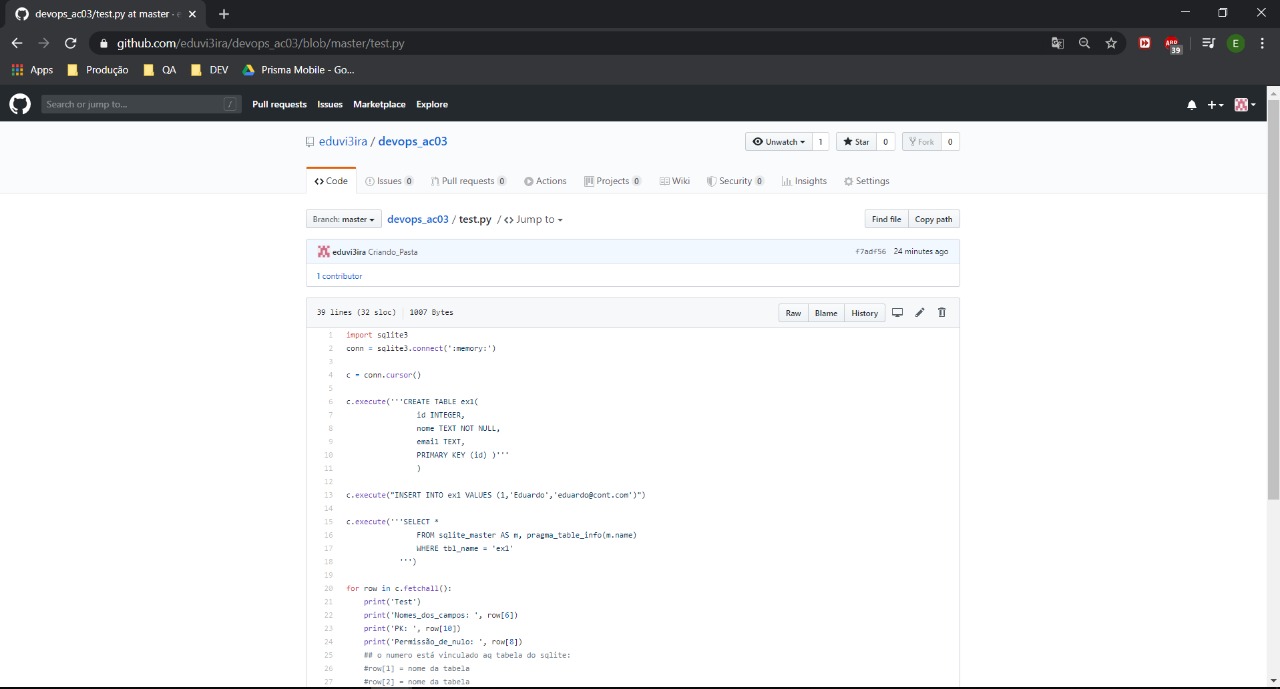 devops_ac03/test.py at master · e
github.com/eduvi3ira/devops_ac03/blob/master/test.py
39
E
Apps Produção QA DEV Prisma Mobile - Go...
Search or jump to... / Pull requests Issues Marketplace Explore
eduvi3ira / devops_ac03 Unwatch 1 Star 0 Fork 0
Code Issues 0 Pull requests 0 Actions Projects 0 Wiki Security 0 Insights Settings
Branch: master devops_ac03 / test.py / <> Jump to Find file Copy path
eduvi3ira Criando_Pasta f7adf56 24 minutes ago
1 contributor
39 lines (32 sloc) 1007 Bytes Raw Blame History
1 import sqlite3
2 conn = sqlite3.connect(':memory:')
3
4 c = conn.cursor()
5
6 c.execute('''CREATE TABLE ex1(
7 id INTEGER,
8 nome TEXT NOT NULL,
9 email TEXT,
10 PRIMARY KEY (id) )'''
11 )
12
13 c.execute("INSERT INTO ex1 VALUES (1,'Eduardo','eduardo@cont.com')")
14
15 c.execute('''SELECT *
16 FROM sqlite_master AS m, pragma_table_info(m.name)
17 WHERE tbl_name = 'ex1'
18 ''')
19
20 for row in c.fetchall():
21 print('Test')
22 print('Nomes_dos_campos: ', row[6])
23 print('PK: ', row[10])
24 print('Permissão_de_nulo: ', row[8])
25 ## o numero está vinculado aq tabela do sqlite:
26 #row[1] = nome da tabela
27 #row[2] = nome da tabela